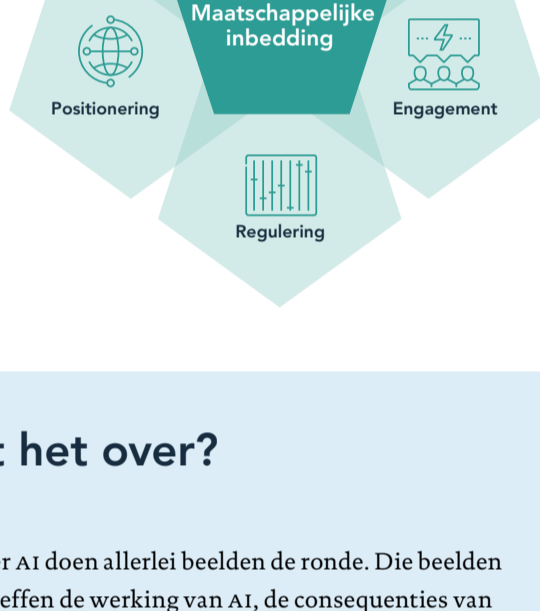 Maatschappelijke
inbedding
Positionering
Engagement
Regulering
het over?
AI doen allerlei beelden de ronde. Die beelden
de werking van AI, de consequenties van